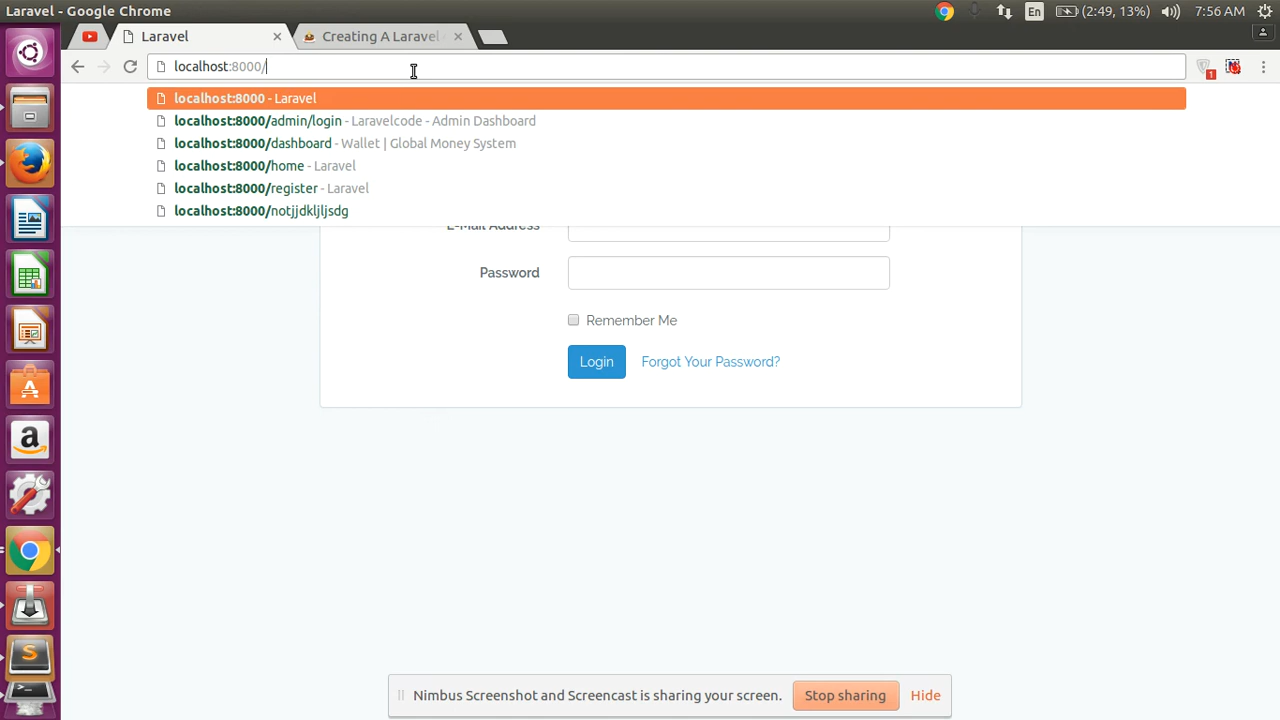 Laravel - Google Chrome
En
(2:49, 13%)
7:56 AM
Laravel
Creating A Laravel
localhost:8000/
1
localhost:8000 - Laravel
localhost:8000/admin/login - Laravelcode - Admin Dashboard
localhost:8000/dashboard - Wallet | Global Money System
localhost:8000/home - Laravel
localhost:8000/register - Laravel
localhost:8000/notjjdkljljsdg
E-Mail Address
Password
Remember Me
Login
Forgot Your Password?
Nimbus Screenshot and Screencast is sharing your screen.
Stop sharing
Hide